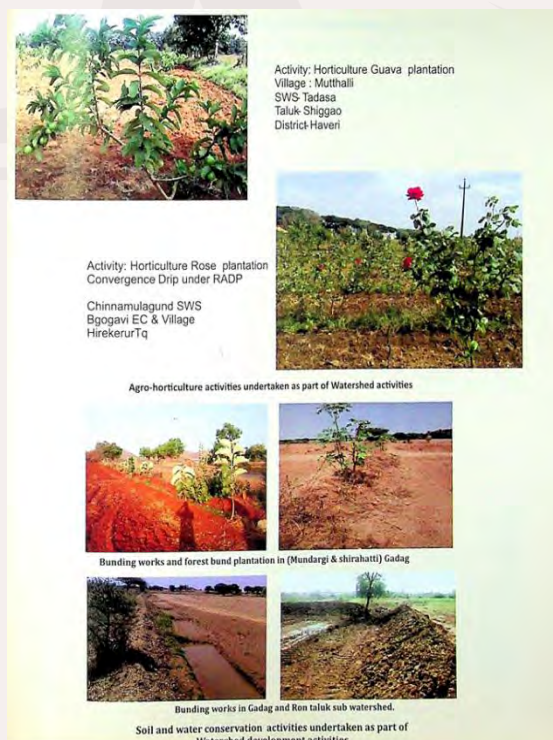 Activity: Horticulture Guava plantation
Village : Mutthalli
SWS- Tadasa
Taluk- Shiggao
District-Haveri
Activity: Horticulture Rose plantation
Convergence Drip under RADP
Chinnamulagund SWS
Bgogavi EC & Village
HirekerurTq
Agro-horticulture activities undertaken as part of Watershed activities
Bunding works and forest bund plantation in (Mundargi & shirahatti) Gadag
Bunding works in Gadag and Ron taluk sub watershed.
Soil and water conservation activities undertaken as part of
Watershed development activities